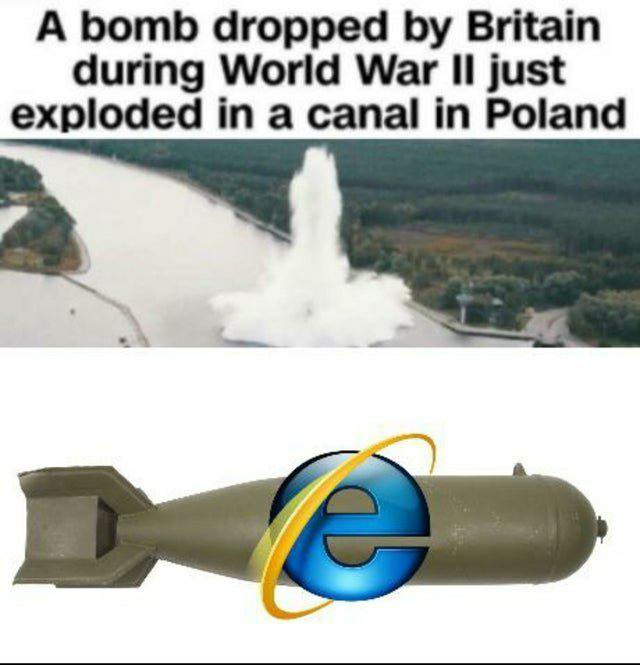 A bomb dropped by Britain
during World War II just
exploded in a canal in Poland